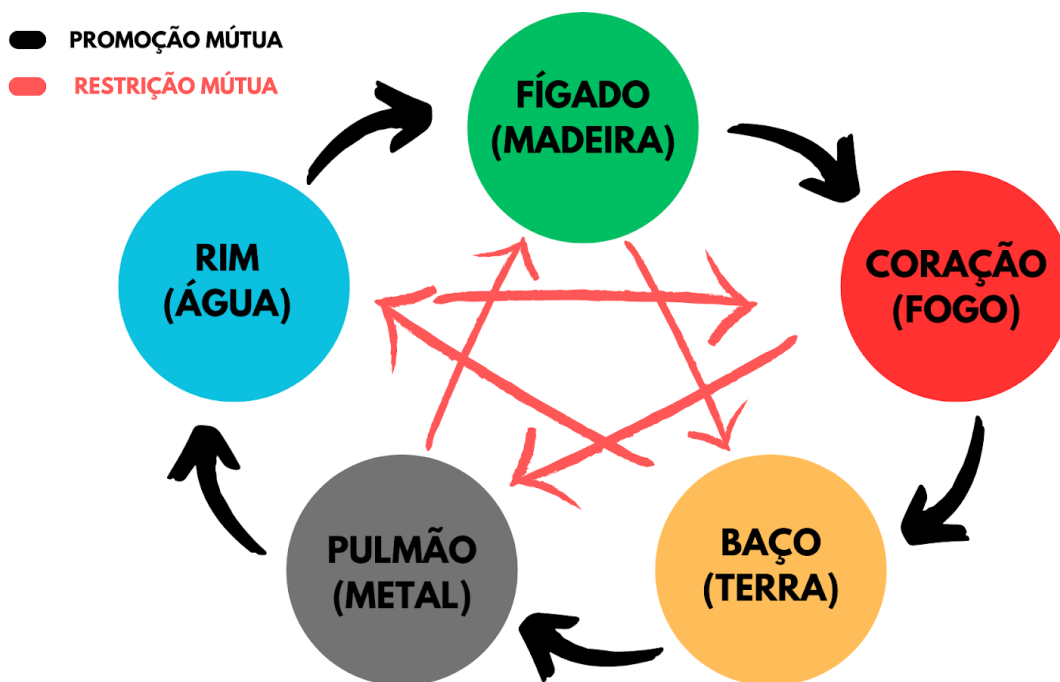 PROMOÇÃO MÚTUA
RESTRIÇÃO MÚTUA
FÍGADO
(MADEIRA)
RIM
(ÁGUA)
CORAÇÃO
(FOGO)
PULMÃO
(METAL)
BAÇO
(TERRA)